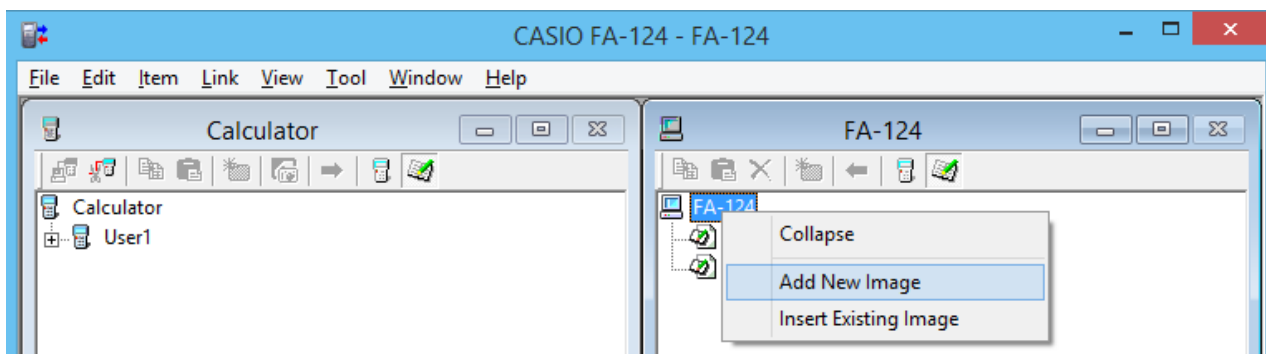 CASIO FA-124 - FA-124
File Edit Item Link View Tool Window Help
Calculator
FA-124
Calculator
User1
FA-124
Collapse
Add New Image
Insert Existing Image